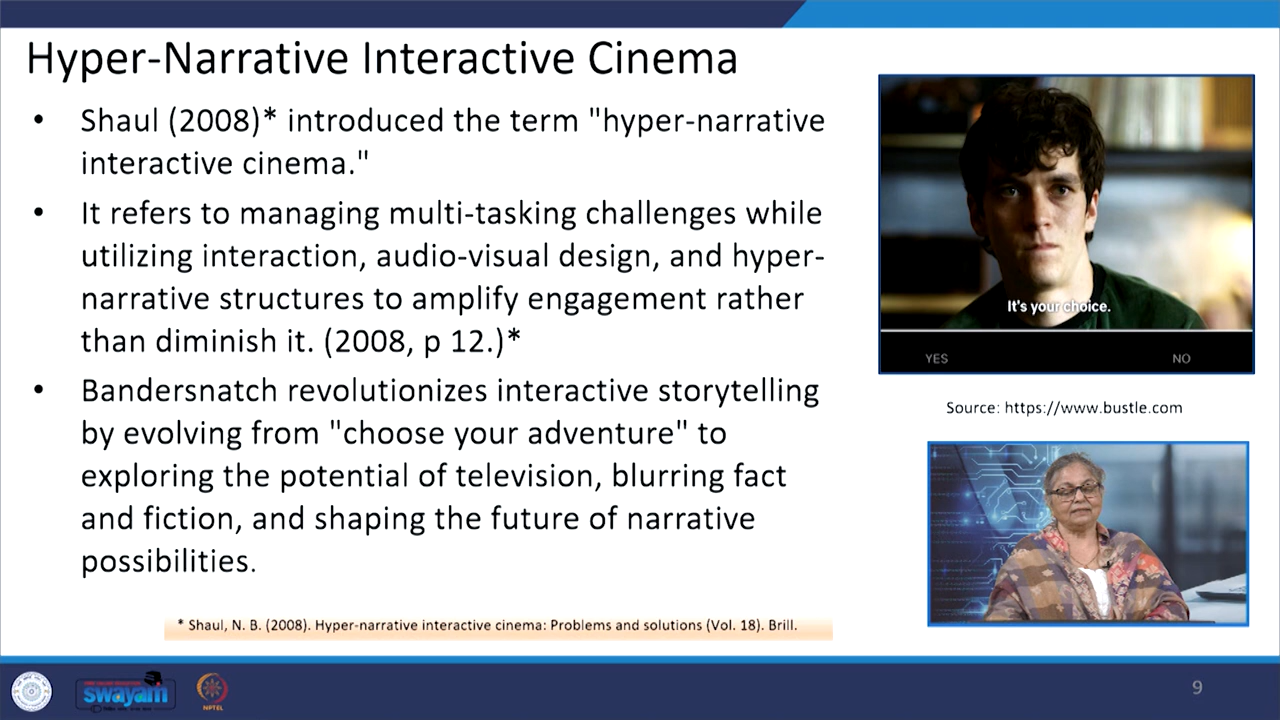 Hyper-Narrative Interactive Cinema
• Shaul (2008)* introduced the term "hyper-narrative
interactive cinema."
• It refers to managing multi-tasking challenges while
utilizing interaction, audio-visual design, and hyper-
narrative structures to amplify engagement rather
than diminish it. (2008, p 12.)*
• Bandersnatch revolutionizes interactive storytelling
by evolving from "choose your adventure" to
exploring the potential of television, blurring fact
and fiction, and shaping the future of narrative
possibilities.
* Shaul, N. B. (2008). Hyper-narrative interactive cinema: Problems and solutions (Vol. 18). Brill.
It's your choice.
YES NO
Source: https://www.bustle.com
swayam
NPTEL
9